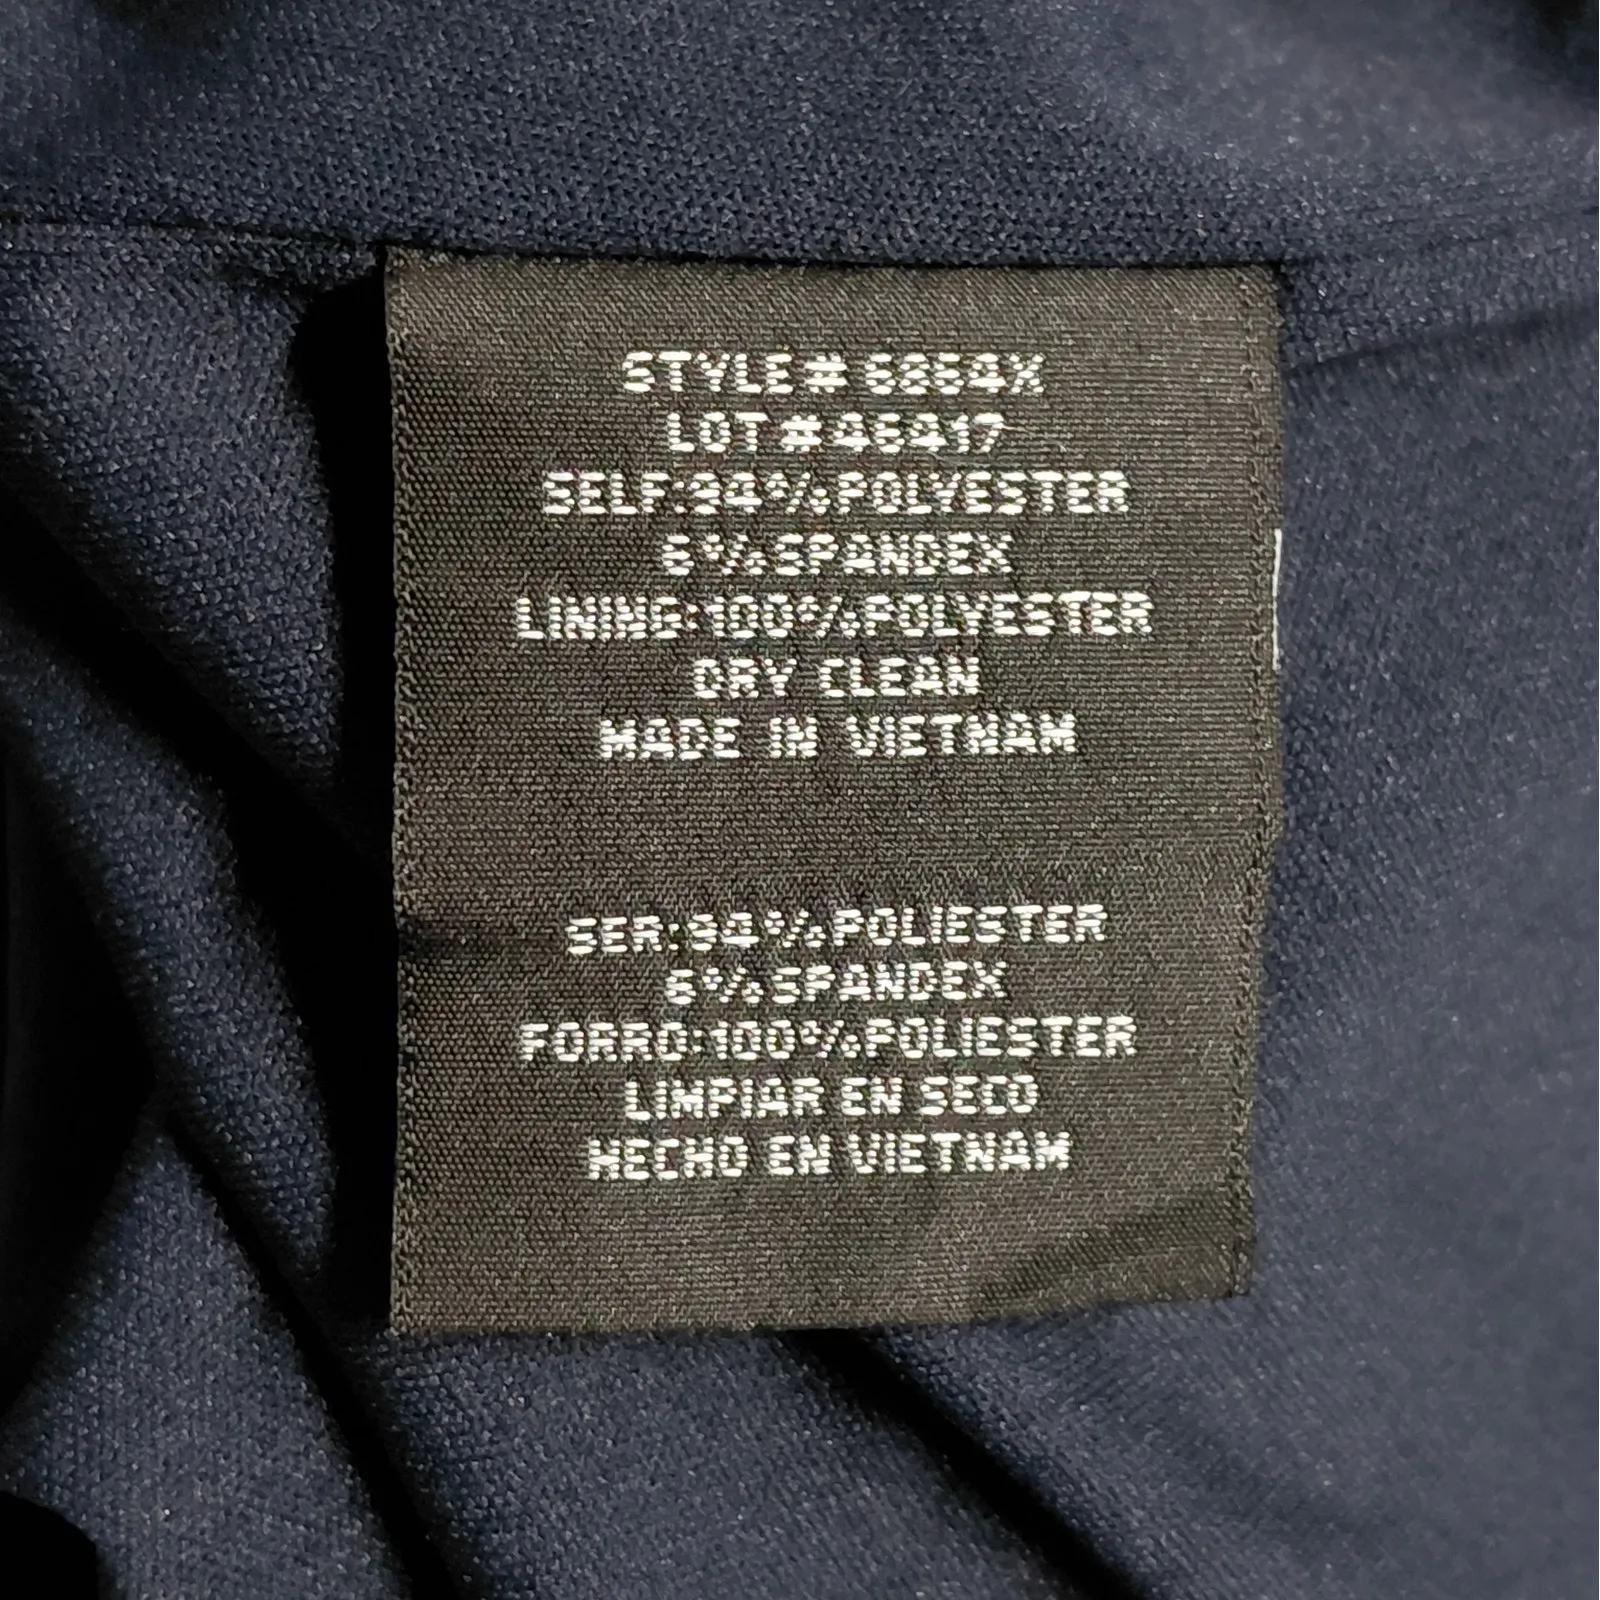 STYLE# 6864X
LOT#46417
SELF:94%POLYESTER
6%SPANDEX
LINING:100%POLYESTER
DRY CLEAN
MADE IN VIETNAM
SER:94%POLIESTER
6%SPANDEX
FORRO:100%POLIESTER
LIMPIAR EN SECO
HECHO EN VIETNAM